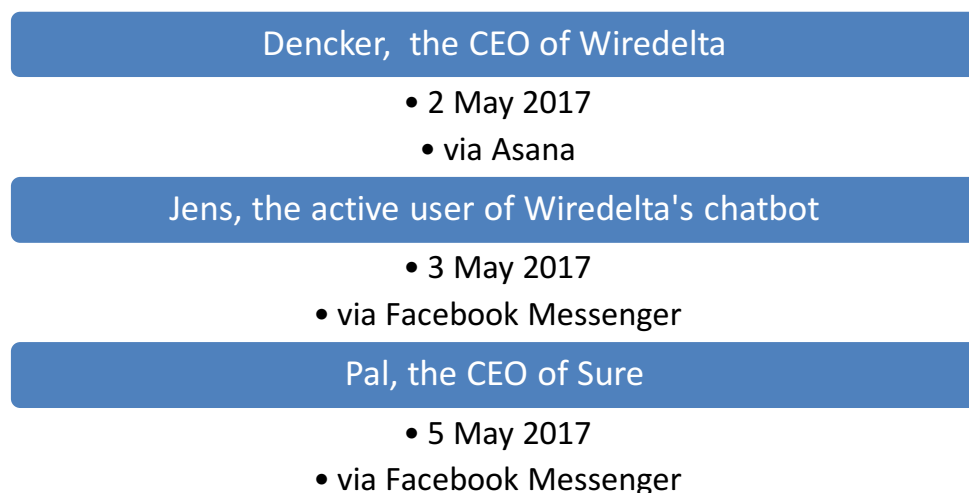 Dencker,  the CEO of Wiredelta
• 2 May 2017
• via Asana
Jens, the active user of Wiredelta's chatbot
• 3 May 2017
• via Facebook Messenger
Pal, the CEO of Sure
• 5 May 2017
• via Facebook Messenger